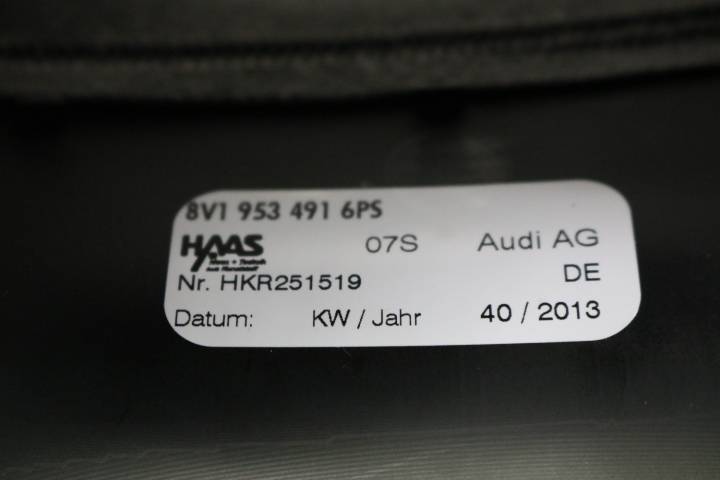 8V1 953 491 6PS
HAAS 07S Audi AG
Nr. HKR251519 DE
Datum: KW / Jahr 40 / 2013